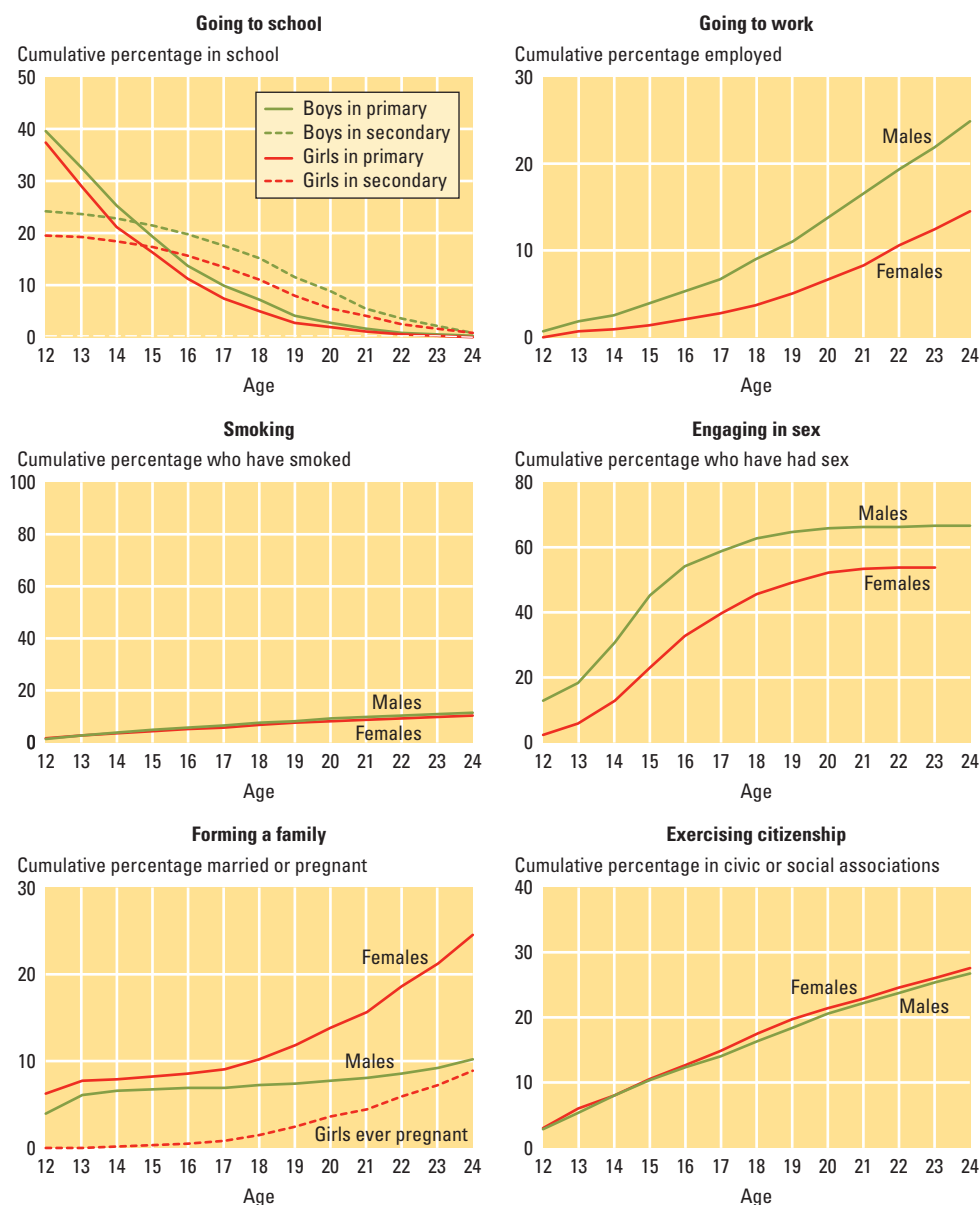 Going to school
Cumulative percentage in school
50
40
30
20
10
0
Boys in primary
Boys in secondary
Girls in primary
Girls in secondary
12 13 14 15 16 17 18 19 20 21 22 23 24
Age
Going to work
Cumulative percentage employed
30
20
10
0
Males
Females
12 13 14 15 16 17 18 19 20 21 22 23 24
Age
Smoking
Cumulative percentage who have smoked
100
80
60
40
20
0
Males
Females
12 13 14 15 16 17 18 19 20 21 22 23 24
Age
Engaging in sex
Cumulative percentage who have had sex
80
60
40
20
0
Males
Females
12 13 14 15 16 17 18 19 20 21 22 23 24
Age
Forming a family
Cumulative percentage married or pregnant
30
20
10
0
Females
Males
Girls ever pregnant
12 13 14 15 16 17 18 19 20 21 22 23 24
Age
Exercising citizenship
Cumulative percentage in civic or social associations
40
30
20
10
0
Females
Males
12 13 14 15 16 17 18 19 20 21 22 23 24
Age